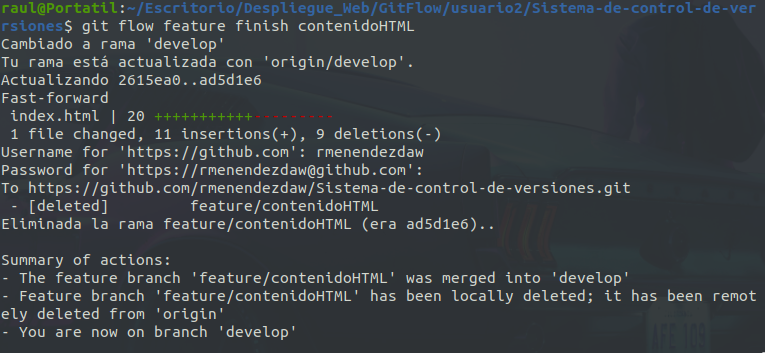 raul@Portatil:~/Escritorio/Despliegue_Web/GitFlow/usuario2/Sistema-de-control-de-ve
rsiones$ git flow feature finish contenidoHTML
Cambiado a rama 'develop'
Tu rama está actualizada con 'origin/develop'.
Actualizando 2615ea0..ad5d1e6
Fast-forward
 index.html | 20 +++++++++++---------
 1 file changed, 11 insertions(+), 9 deletions(-)
Username for 'https://github.com': rmenendezdaw
Password for 'https://rmenendezdaw@github.com':
To https://github.com/rmenendezdaw/Sistema-de-control-de-versiones.git
 - [deleted]         feature/contenidoHTML
Eliminada la rama feature/contenidoHTML (era ad5d1e6)..

Summary of actions:
- The feature branch 'feature/contenidoHTML' was merged into 'develop'
- Feature branch 'feature/contenidoHTML' has been locally deleted; it has been remot
ely deleted from 'origin'
- You are now on branch 'develop'